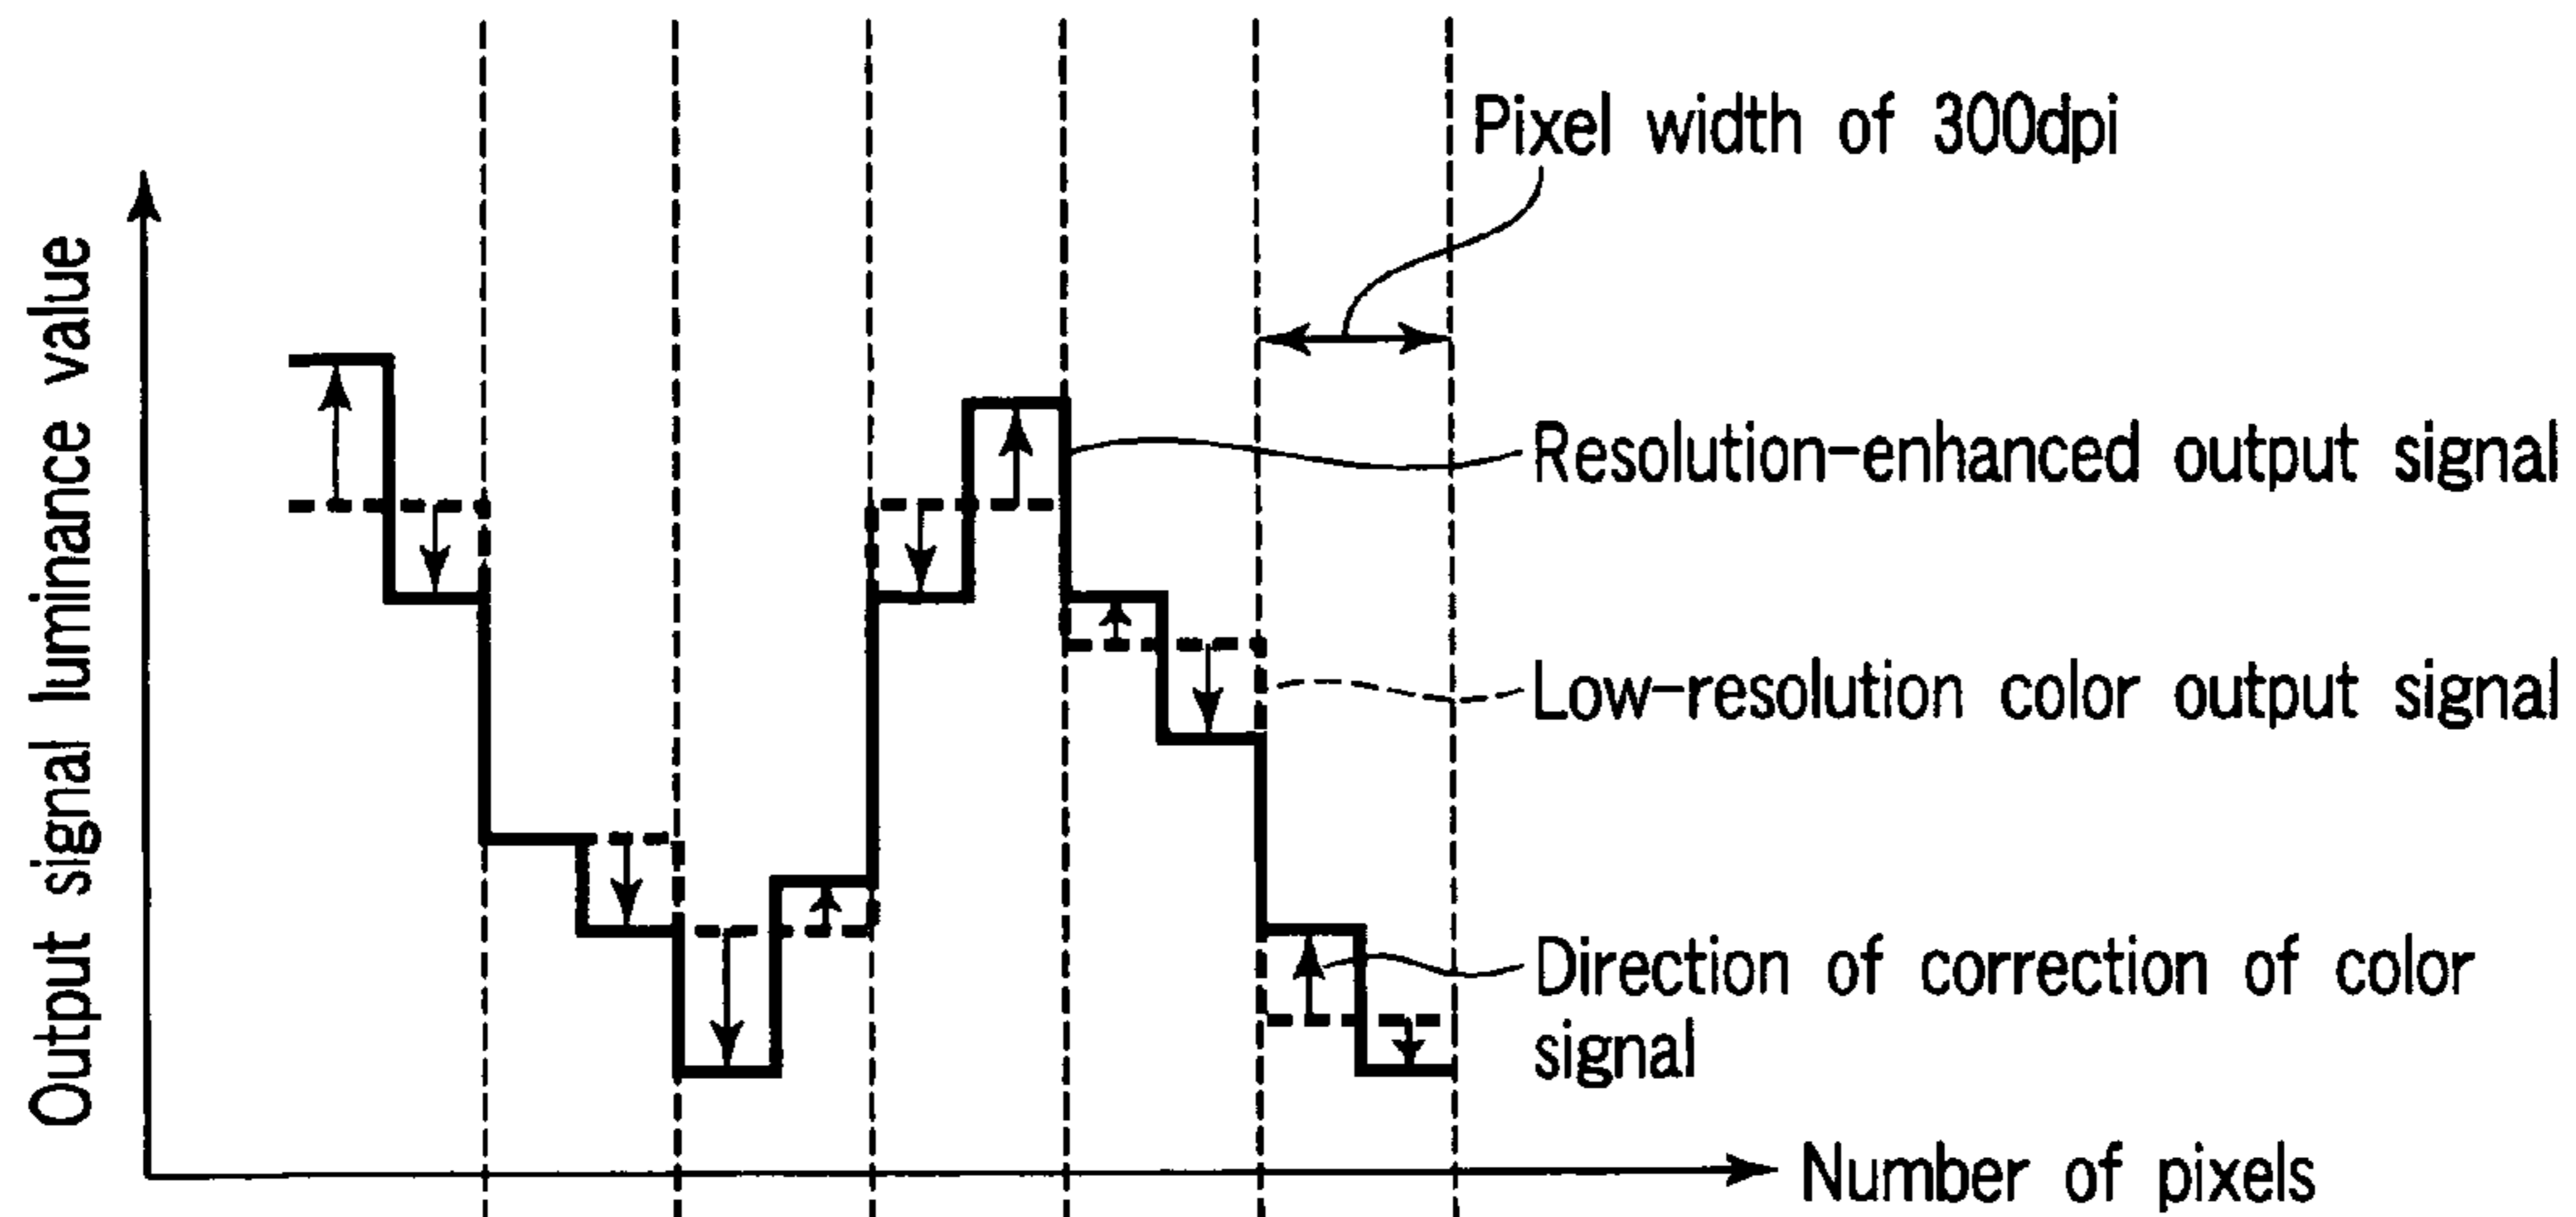 Pixel width of 300dpi
Output signal luminance value
Resolution-enhanced output signal
Low-resolution color output signal
Direction of correction of color
signal
Number of pixels